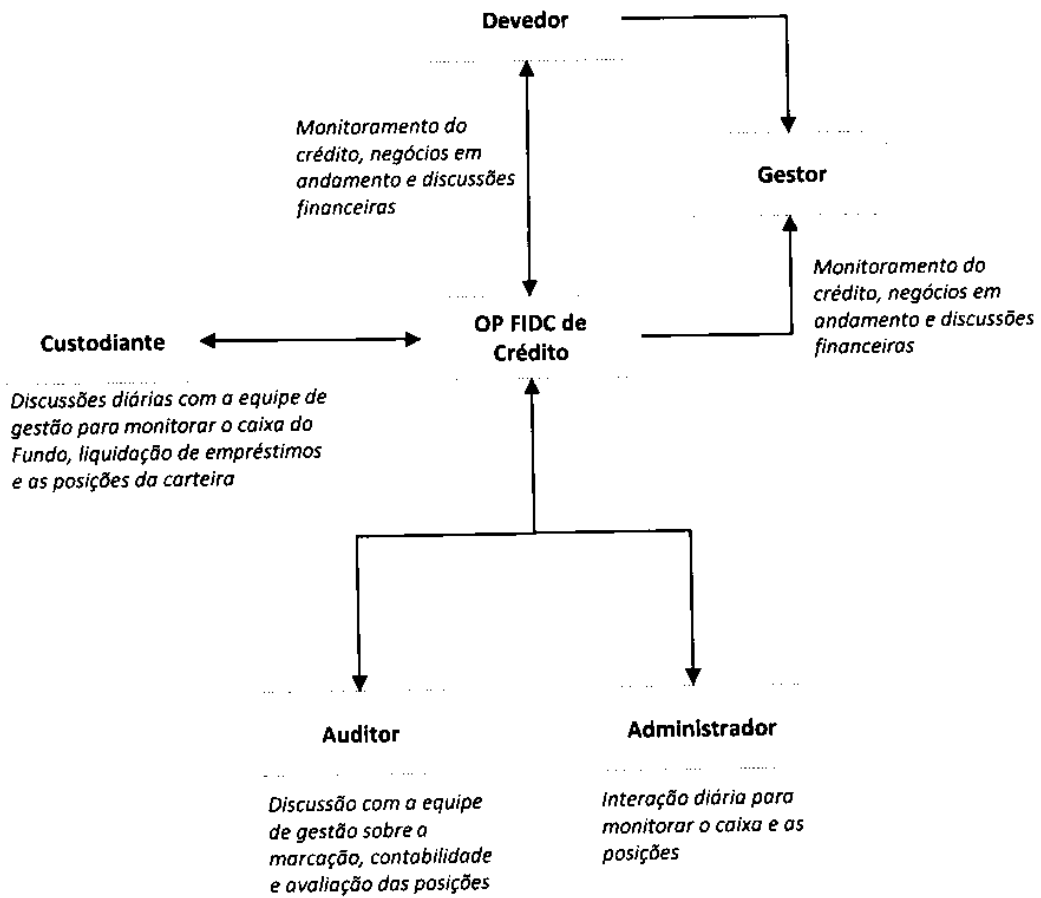 Devedor
Monitoramento do
crédito, negócios em
andamento e discussões
financeiras
Gestor
Monitoramento do
crédito, negócios em
andamento e discussões
financeiras
OP FIDC de
Crédito
Custodiante
Discussões diárias com a equipe de
gestão para monitorar o caixa do
Fundo, liquidação de empréstimos
e as posições da carteira
Auditor
Discussão com a equipe
de gestão sobre a
marcação, contabilidade
e avaliação das posições
Administrador
Interação diária para
monitorar o caixa e as
posições